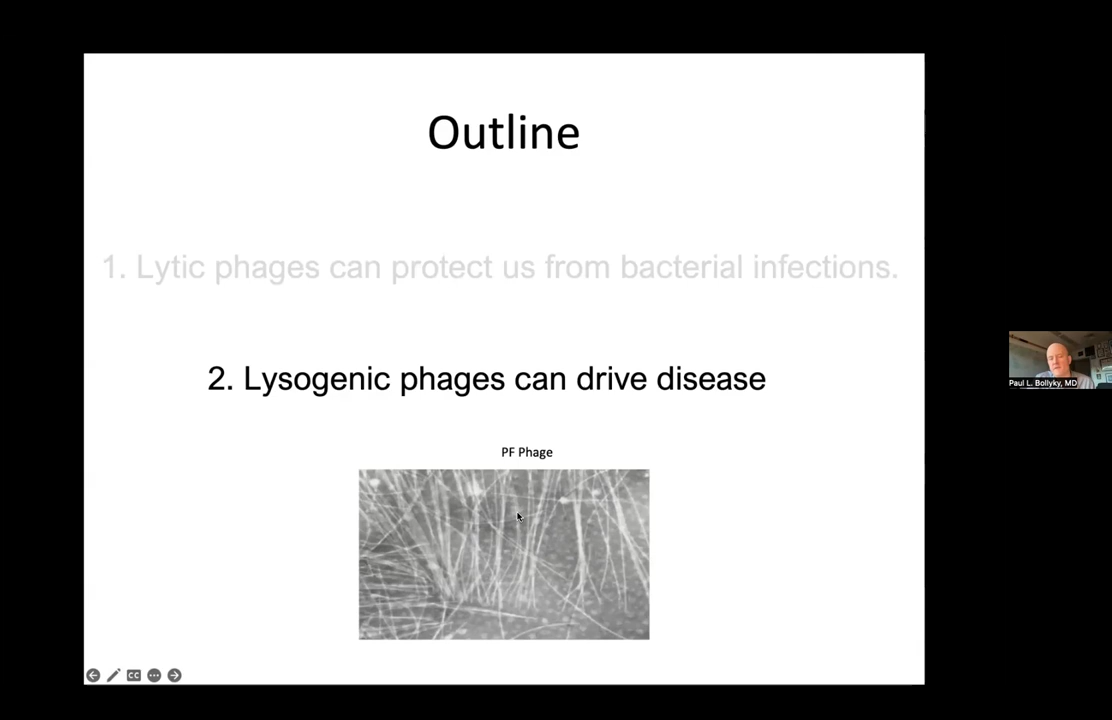 Outline
1. Lytic phages can protect us from bacterial infections.
2. Lysogenic phages can drive disease
PF Phage
Paul L. Bollyky, MD
CC